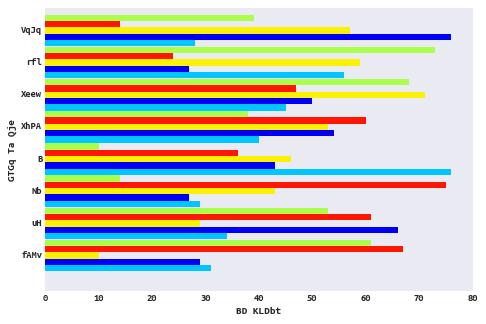 VqJq
rfl
Xeew
XhPA
B
Nb
uH
fAMv
GTGq Ta Qje
0 10 20 30 40 50 60 70 80
BD KLDbt